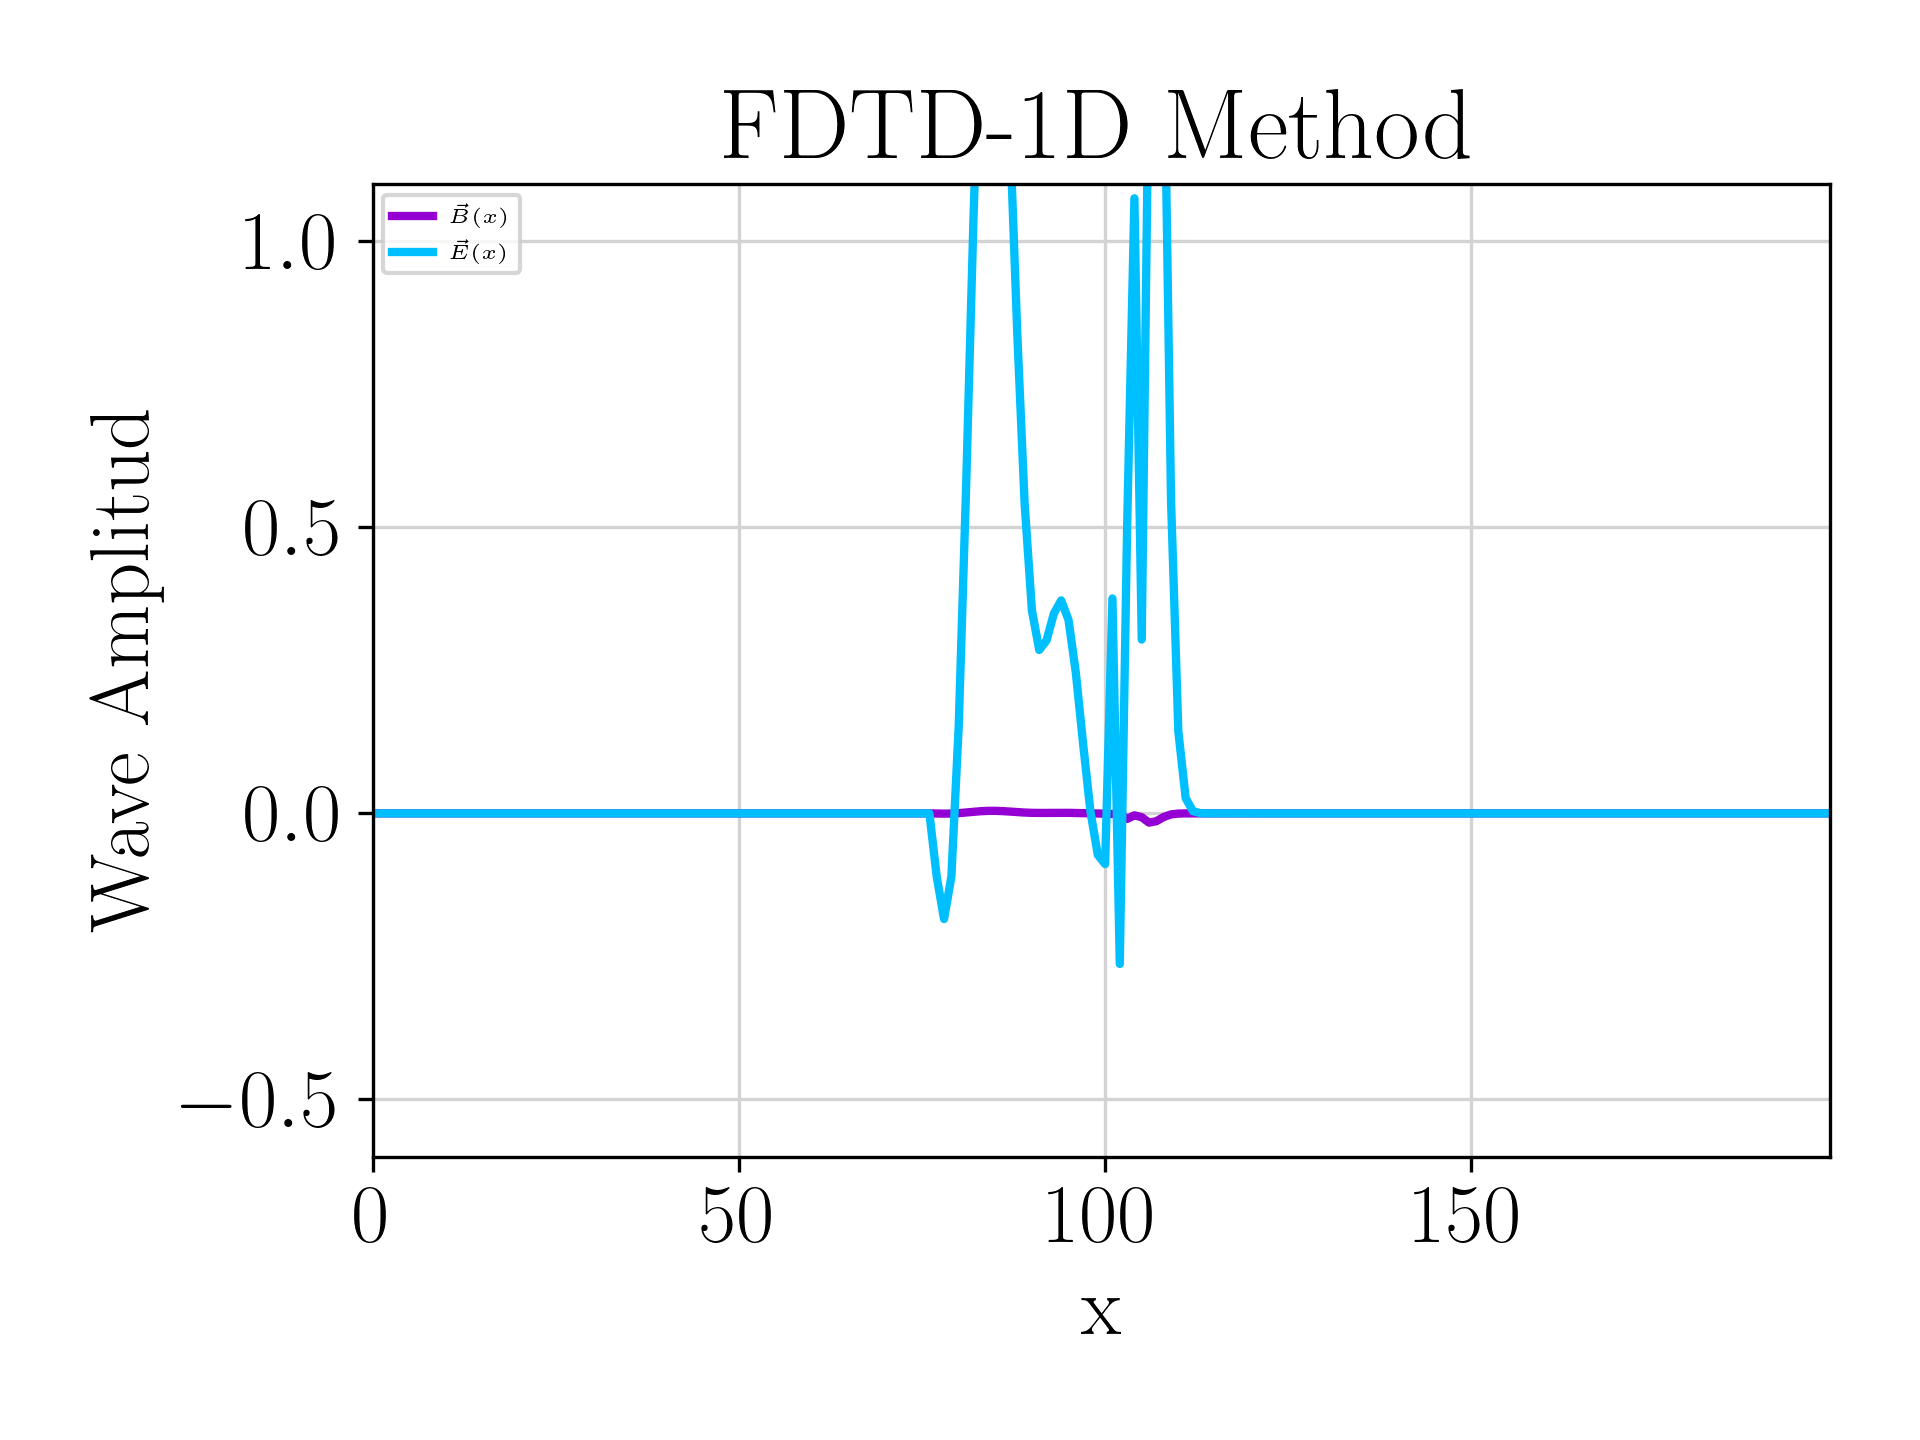 FDTD-1D Method
$\vec{B}(x)$
$\vec{E}(x)$
1.0
0.5
0.0
−0.5
Wave Amplitud
0 50 100 150
x